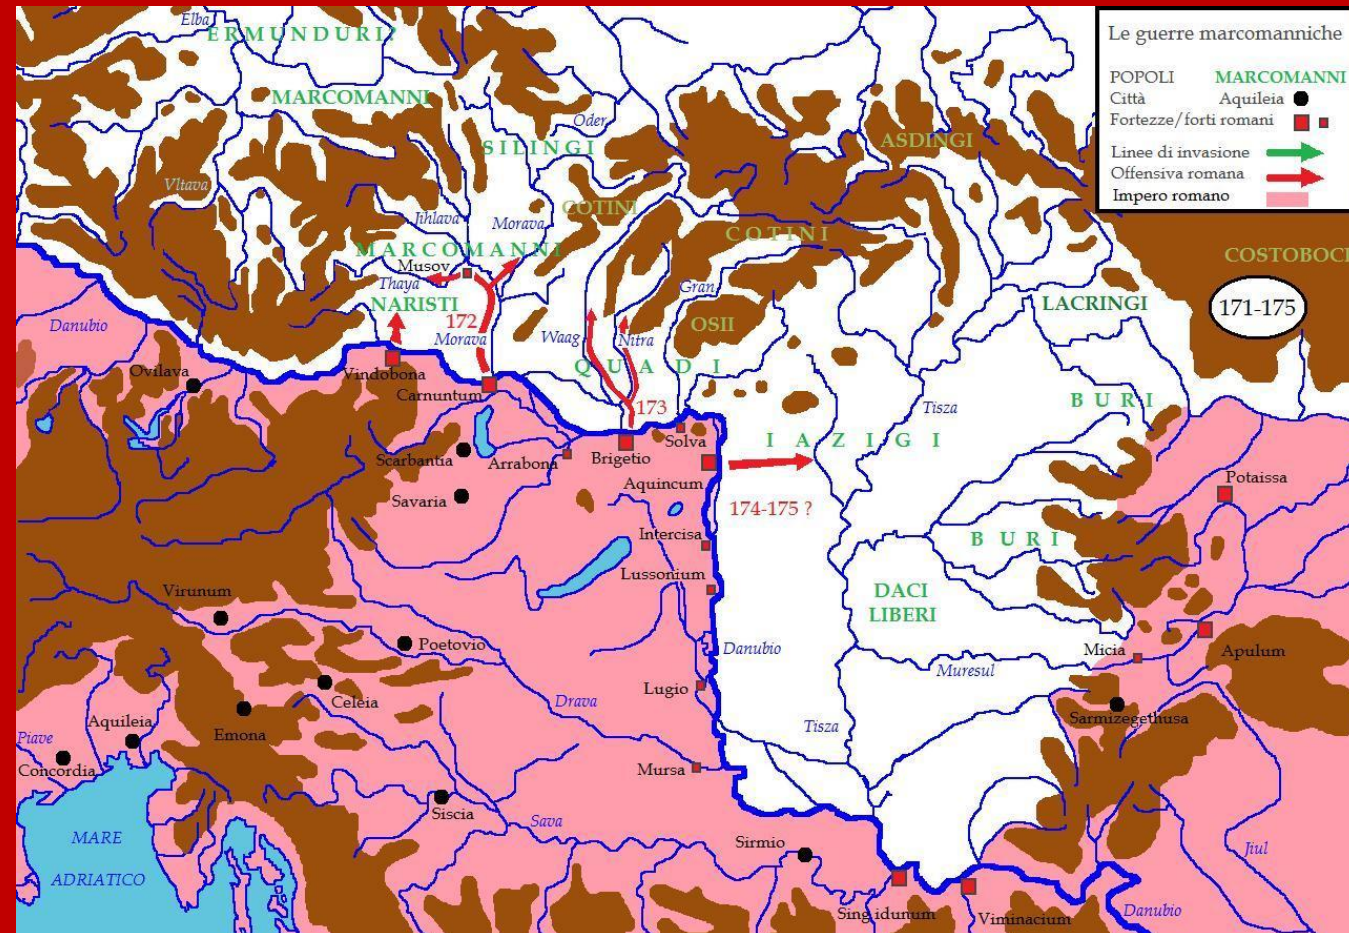 Le guerre marcomanniche
POPOLI MARCOMANNI
Città Aquileia
Fortezze/forti romani
Linee di invasione
Offensiva romana
Impero romano
Elba
ERMUNDURI?
MARCOMANNI
Oder
SILINGI
ASDINGI
Vltava
COTINI
Jihlava
Morava
COTINI
MARCOMANNI
COSTOBOCI
Musov
Thaya
Gran
NARISTI
LACRINGI
171-175
172
OSII
Danubio
Morava
Waag
Nitra
Ovilava
Vindobona
QUADI
Carnuntum
173
Tisza
BURI
Solva
IAZIGI
Scarbantia
Arrabona
Brigetio
Aquincum
Potaissa
Savaria
174-175 ?
Intercisa
BURI
Lussonium
Virunum
DACI
LIBERI
Poetovio
Danubio
Micia
Apulum
Muresul
Lugio
Celeia
Drava
Aquileia
Emona
Sarmizegethusa
Piave
Tisza
Concordia
Mursa
Siscia
Sava
MARE
ADRIATICO
Sirmio
Jiul
Sing idunum
Viminacium
Danubio